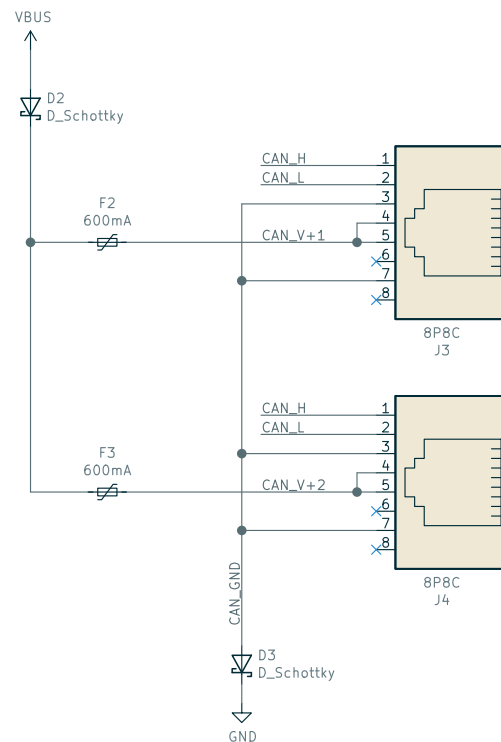 VBUS
D2
D_Schottky
F2
600mA
CAN_H
CAN_L
CAN_V+1
1
2
3
4
5
6
7
8
8P8C
J3
F3
600mA
CAN_H
CAN_L
CAN_V+2
1
2
3
4
5
6
7
8
8P8C
J4
CAN_GND
D3
D_Schottky
GND